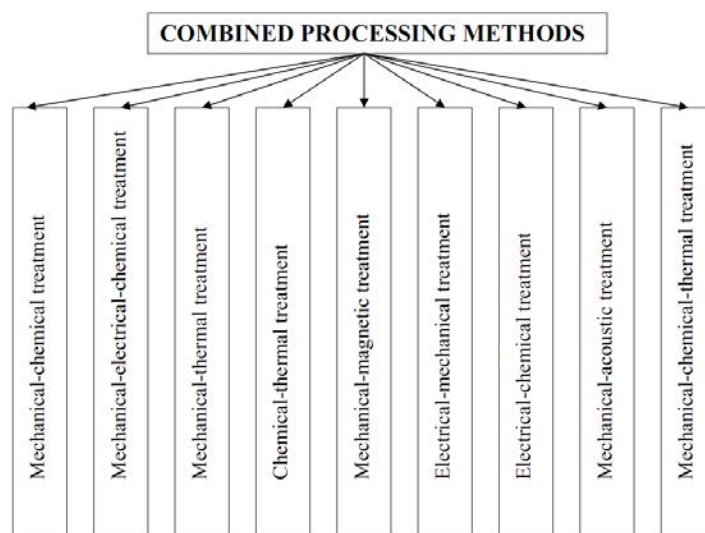 COMBINED PROCESSING METHODS
Mechanical-chemical treatment
Mechanical-electrical-chemical treatment
Mechanical-thermal treatment
Chemical-thermal treatment
Mechanical-magnetic treatment
Electrical-mechanical treatment
Electrical-chemical treatment
Mechanical-acoustic treatment
Mechanical-chemical-thermal treatment